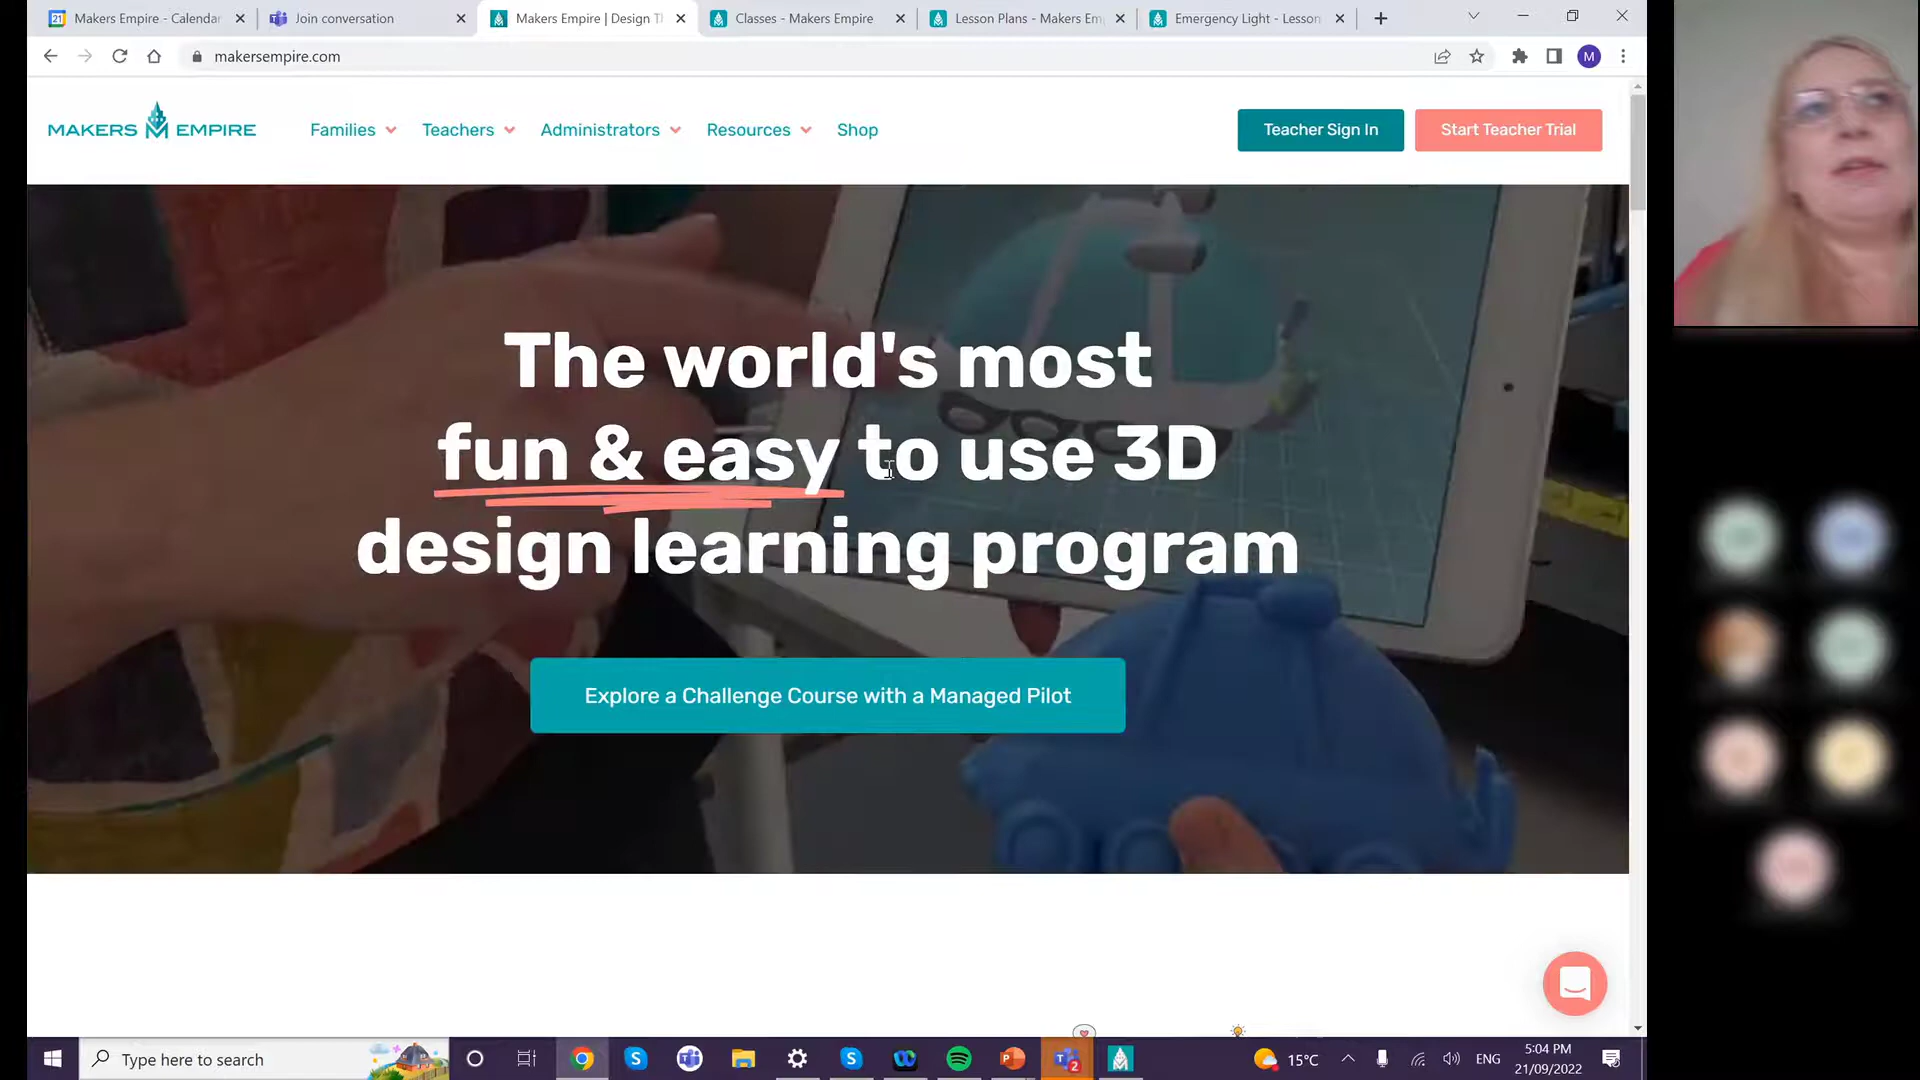 Makers Empire - Calendar
Join conversation
Makers Empire | Design Th
Classes - Makers Empire
Lesson Plans - Makers Em
Emergency Light - Lesson
makersempire.com
M
MAKERS EMPIRE
Families
Teachers
Administrators
Resources
Shop
Teacher Sign In
Start Teacher Trial
The world's most
fun & easy to use 3D
design learning program
Explore a Challenge Course with a Managed Pilot
Type here to search
15°C
ENG
5:04 PM
21/09/2022